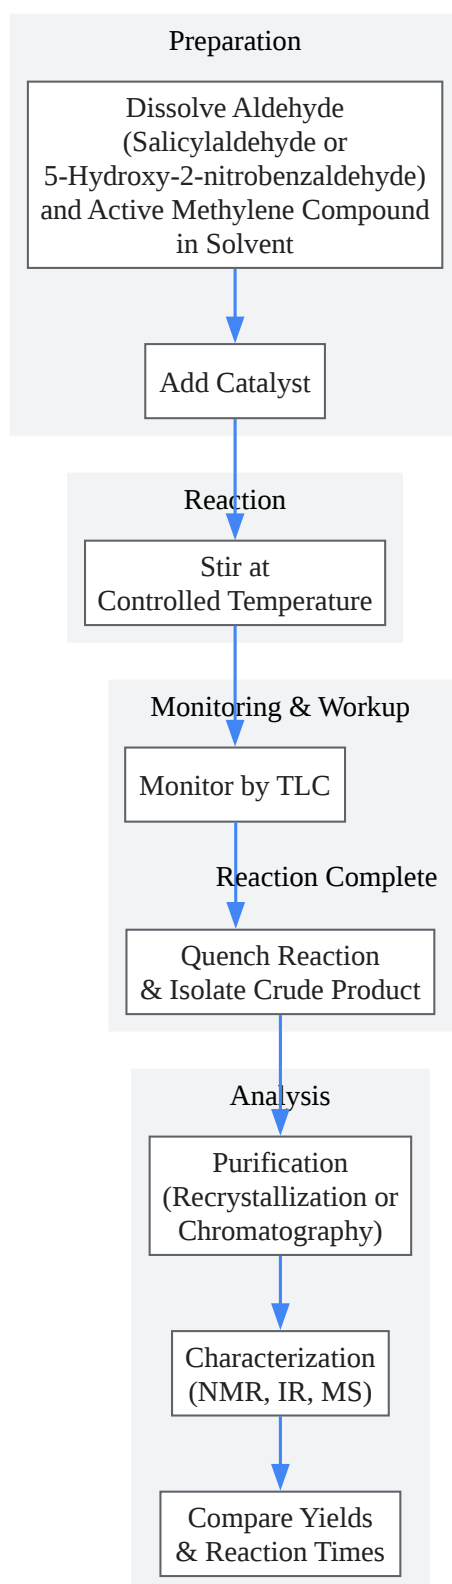 Preparation
Dissolve Aldehyde
(Salicylaldehyde or
5-Hydroxy-2-nitrobenzaldehyde)
and Active Methylene Compound
in Solvent
Add Catalyst
Reaction
Stir at
Controlled Temperature
Monitoring & Workup
Monitor by TLC
Reaction Complete
Quench Reaction
& Isolate Crude Product
Analysis
Purification
(Recrystallization or
Chromatography)
Characterization
(NMR, IR, MS)
Compare Yields
& Reaction Times